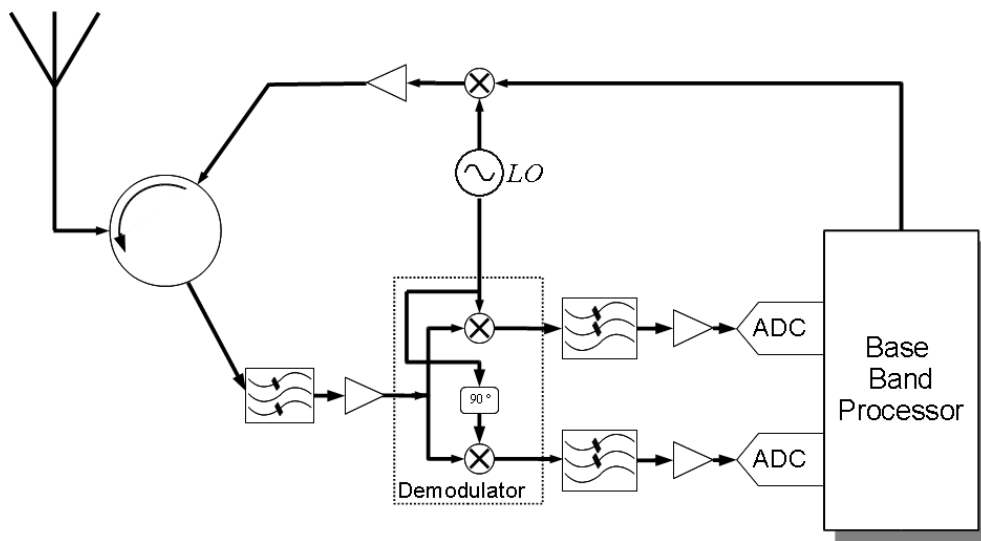 LO
90°
Demodulator
ADC
ADC
Base
Band
Processor